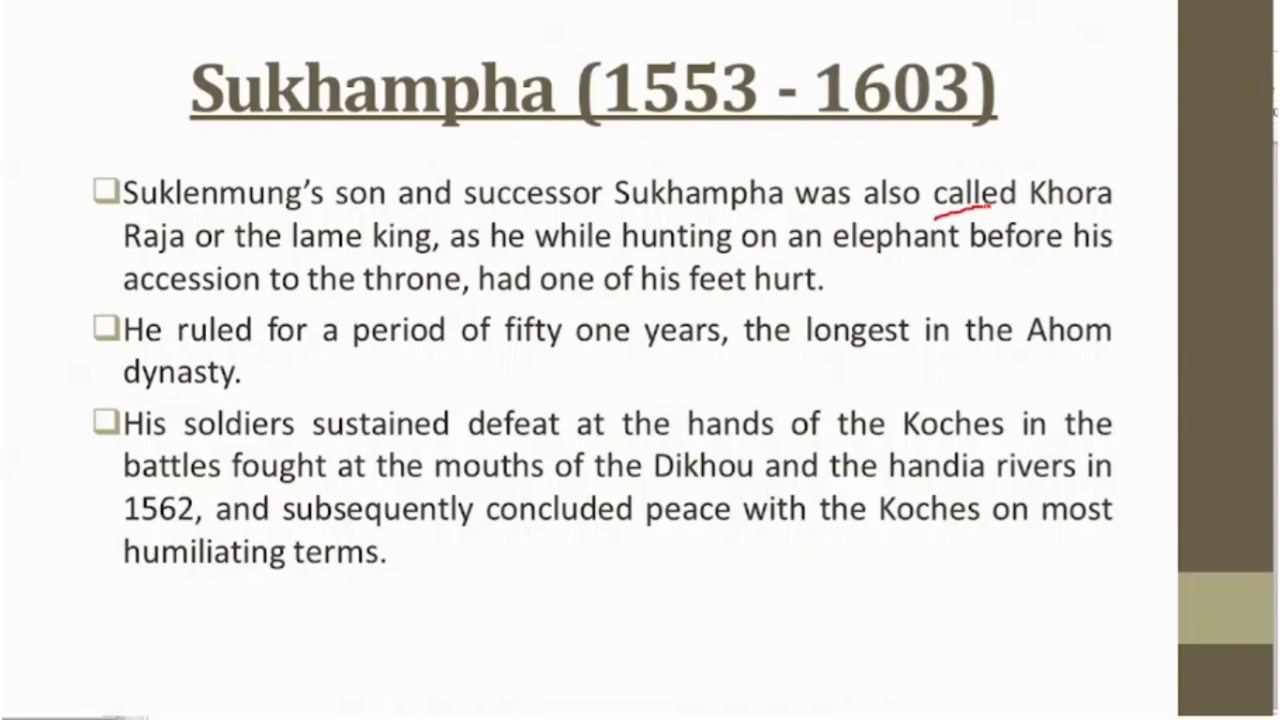 Sukhampha (1553 - 1603)
Suklenmung’s son and successor Sukhampha was also called Khora
Raja or the lame king, as he while hunting on an elephant before his
accession to the throne, had one of his feet hurt.
He ruled for a period of fifty one years, the longest in the Ahom
dynasty.
His soldiers sustained defeat at the hands of the Koches in the
battles fought at the mouths of the Dikhou and the handia rivers in
1562, and subsequently concluded peace with the Koches on most
humiliating terms.